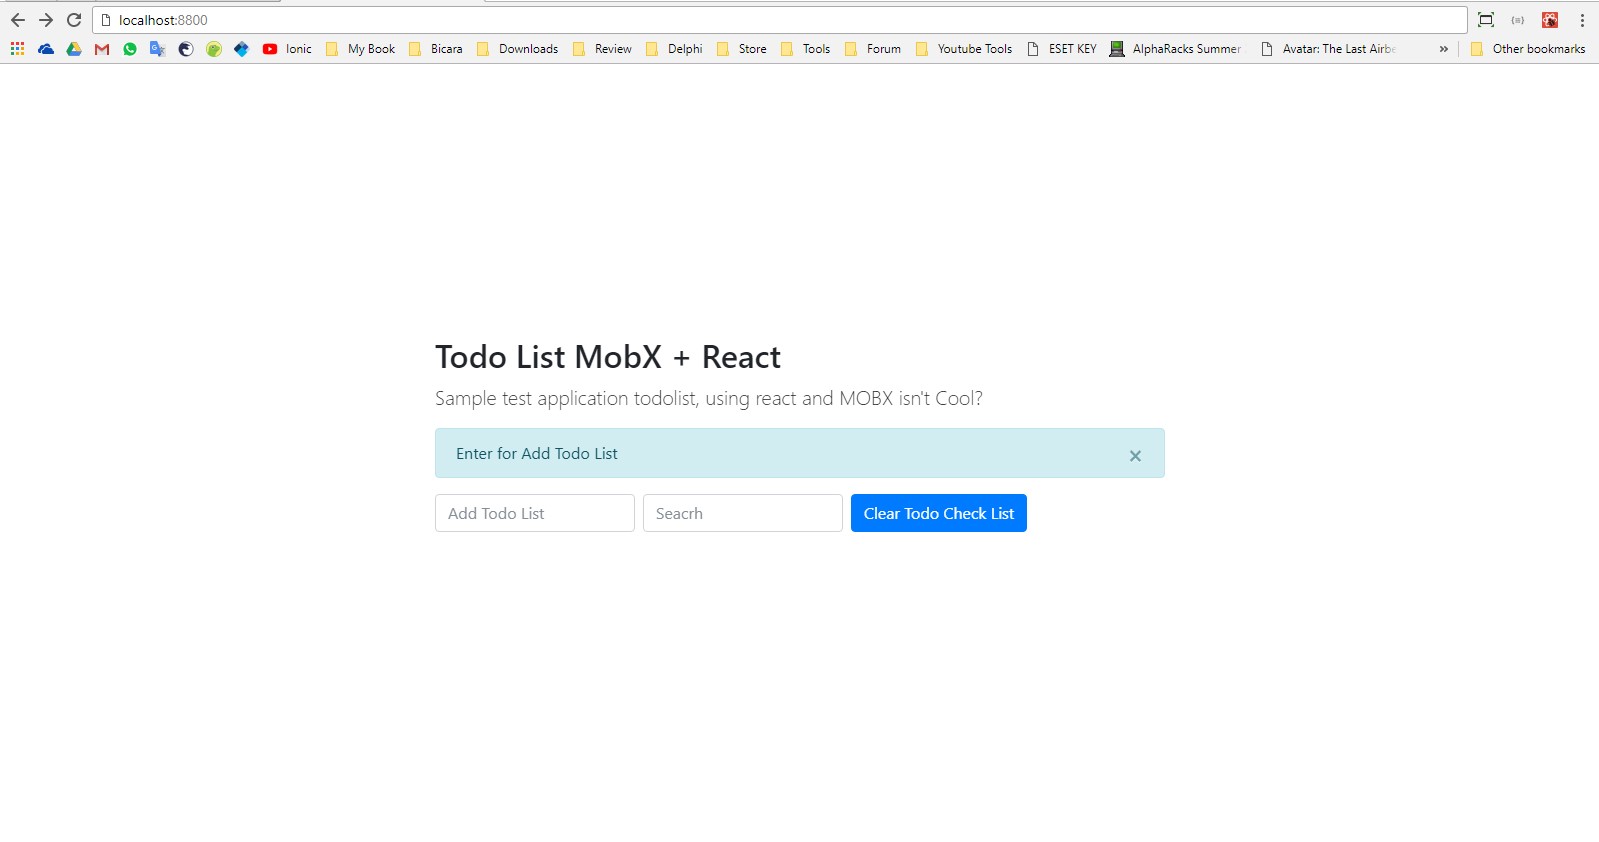 localhost:8800
Ionic My Book Bicara Downloads Review Delphi Store Tools Forum Youtube Tools ESET KEY AlphaRacks Summer Avatar: The Last Airbe » Other bookmarks
Todo List MobX + React
Sample test application todolist, using react and MOBX isn't Cool?
Enter for Add Todo List ×
Add Todo List Seacrh Clear Todo Check List